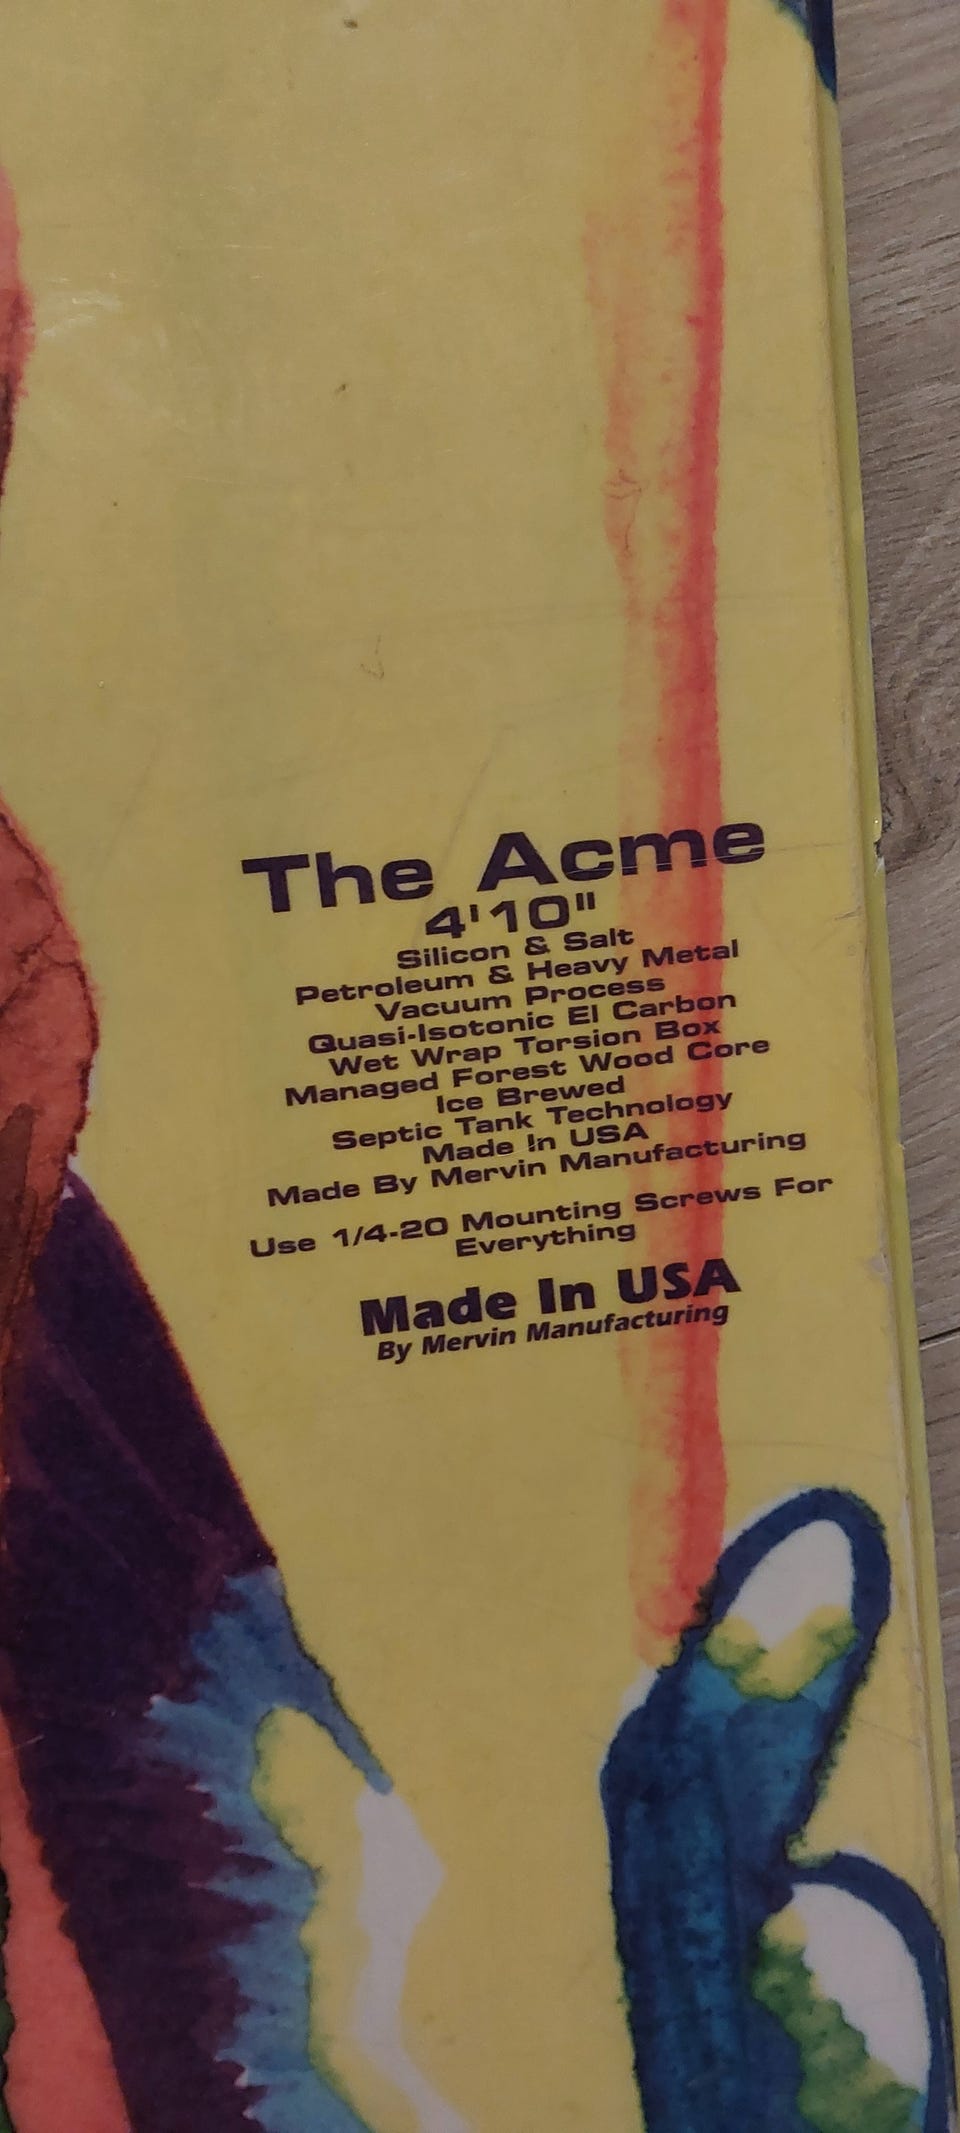 The Acme
4'10"
Silicon & Salt
Petroleum & Heavy Metal
Vacuum Process
Quasi-Isotonic El Carbon
Wet Wrap Torsion Box
Managed Forest Wood Core
Ice Brewed
Septic Tank Technology
Made In USA
Made By Mervin Manufacturing
Use 1/4-20 Mounting Screws For
Everything
Made In USA
By Mervin Manufacturing